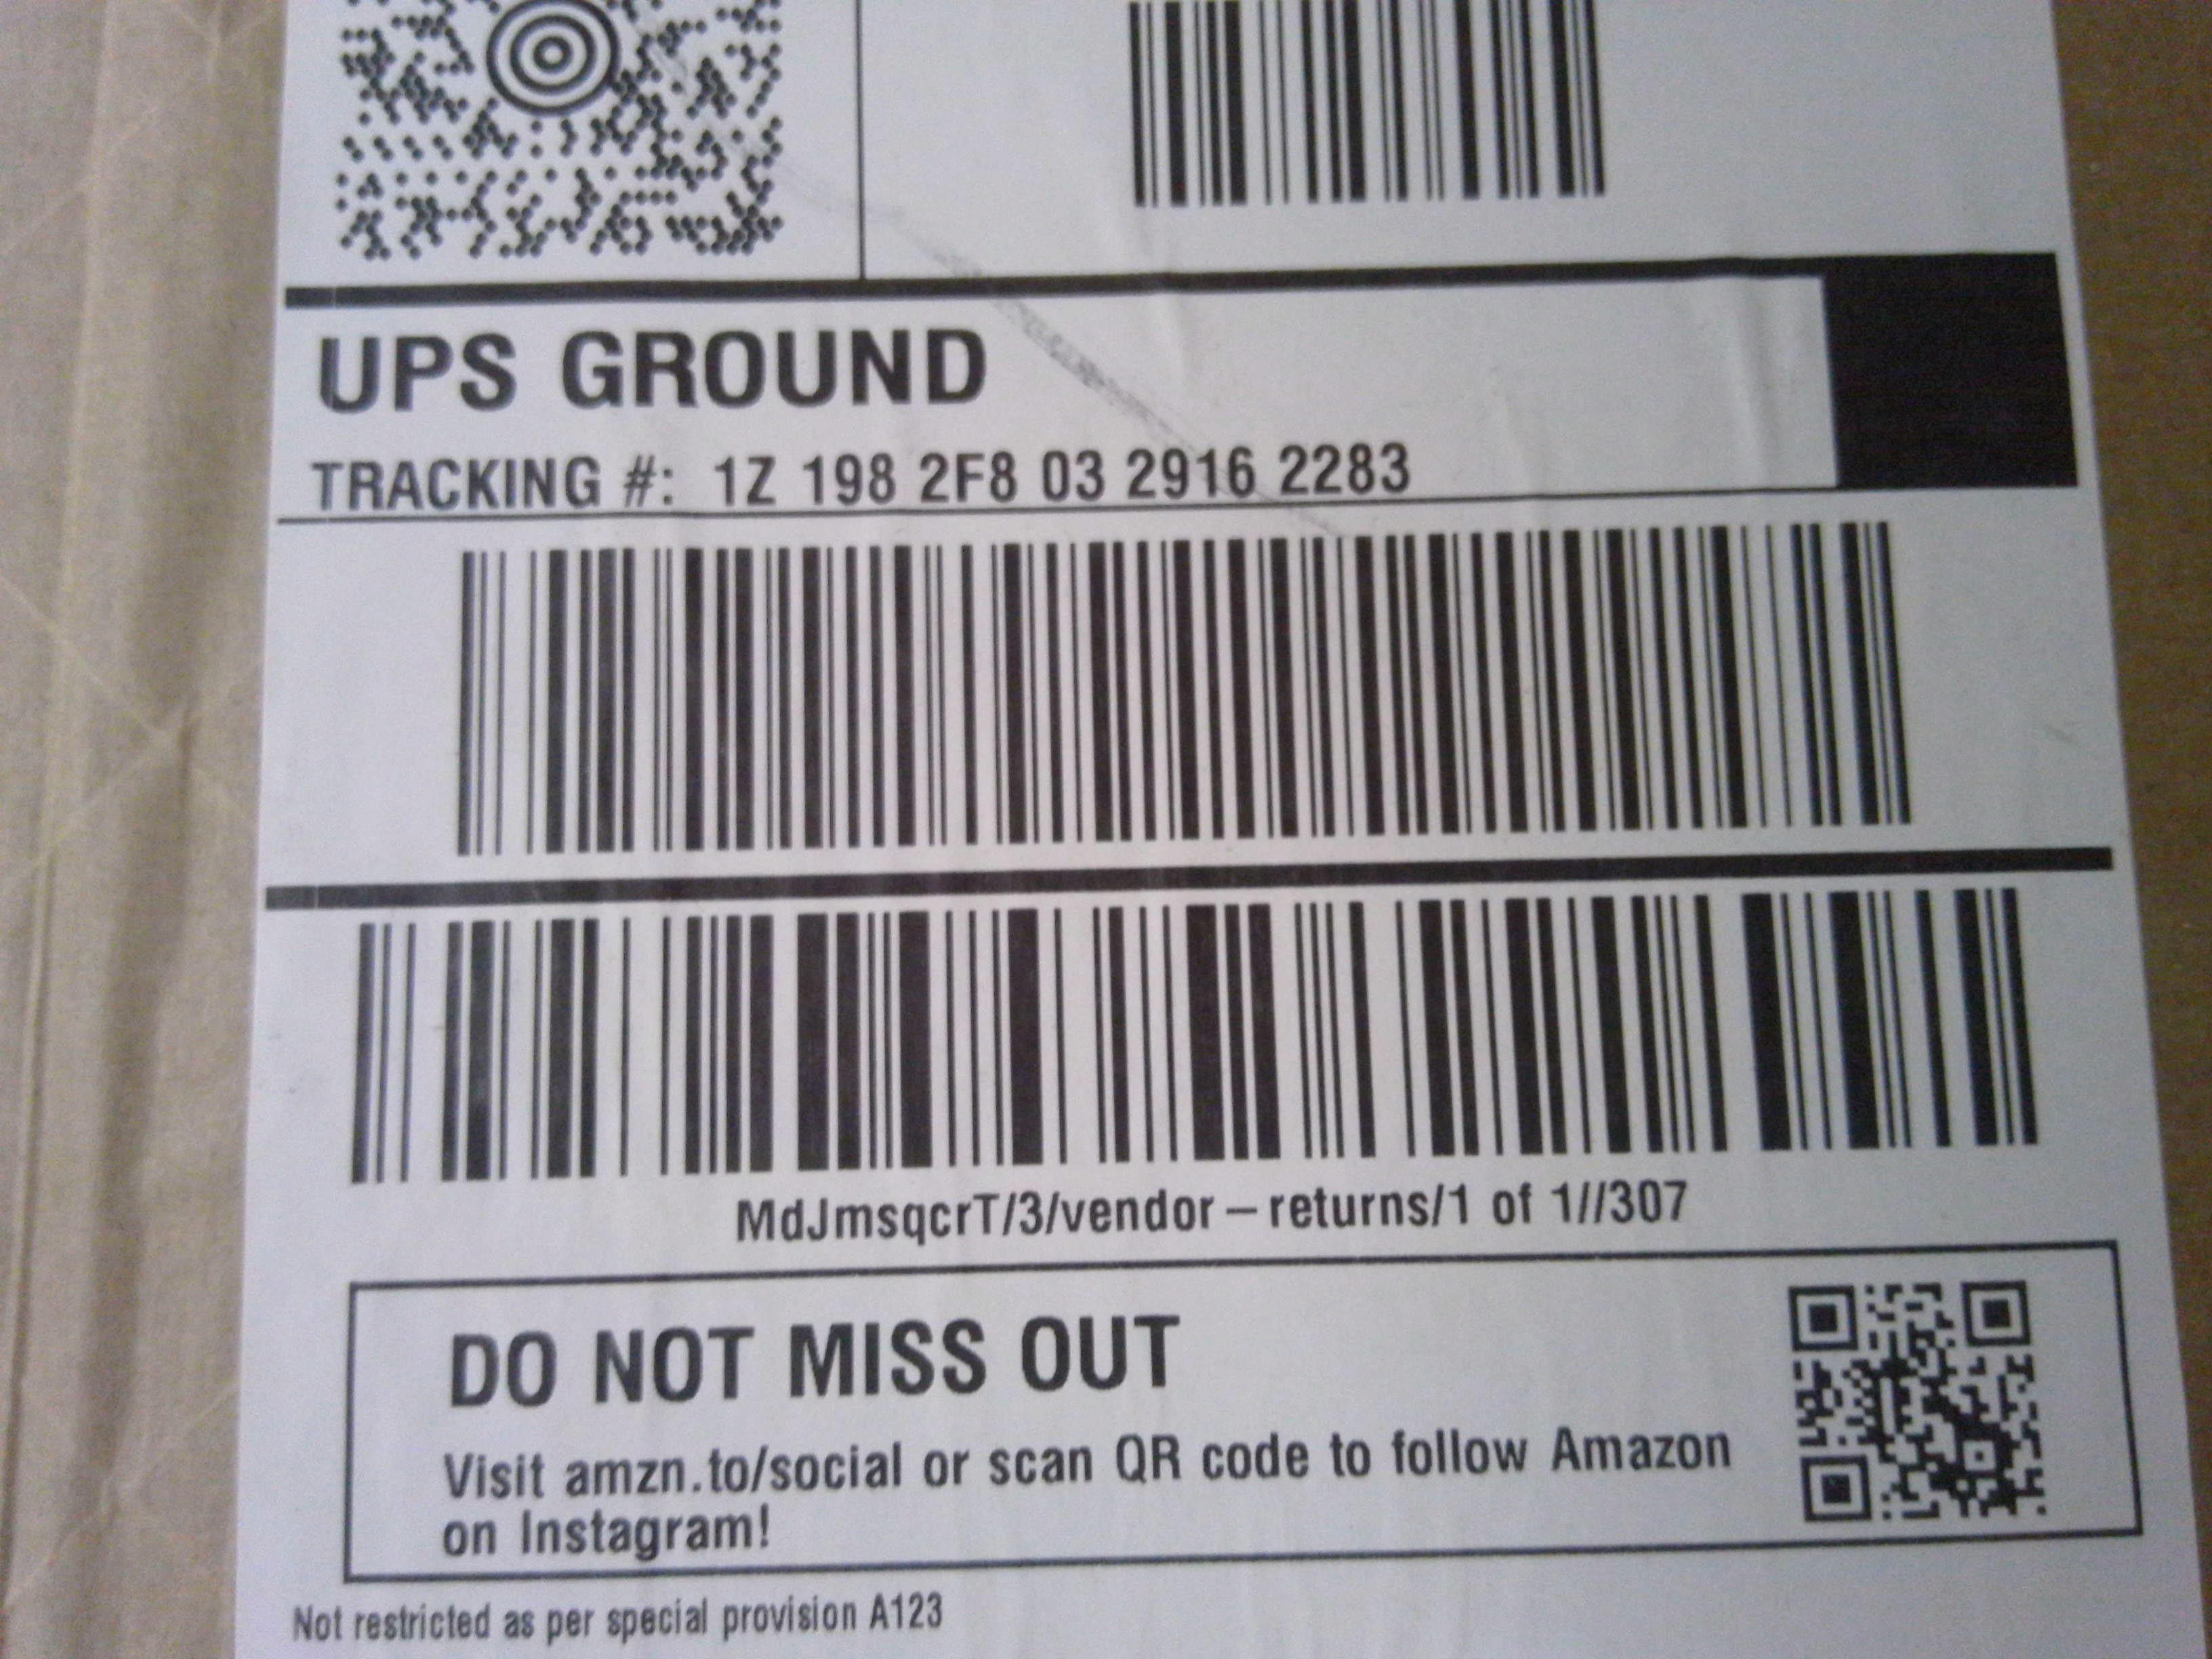 UPS GROUND
TRACKING #: 1Z 198 2F8 03 2916 2283
MdJmsqcrT/3/vendor – returns/1 of 1//307
DO NOT MISS OUT
Visit amzn.to/social or scan QR code to follow Amazon
on Instagram!
Not restricted as per special provision A123